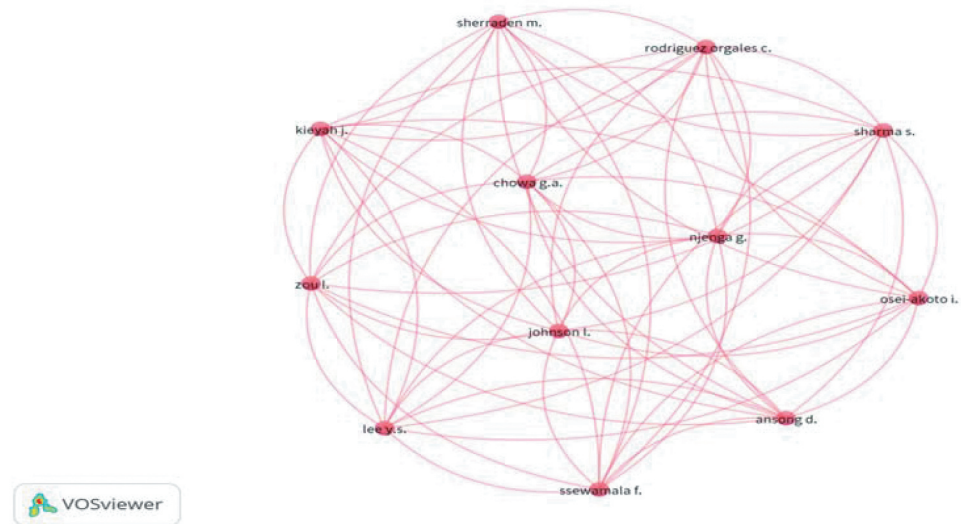 sherraden m.
rodriguez orgales c.
kieyah j.
sharma s.
chowa g.a.
njenga g.
zou l.
osei-akoto i.
johnson l.
ansong d.
lee y.s.
ssewamala f.
VOSviewer